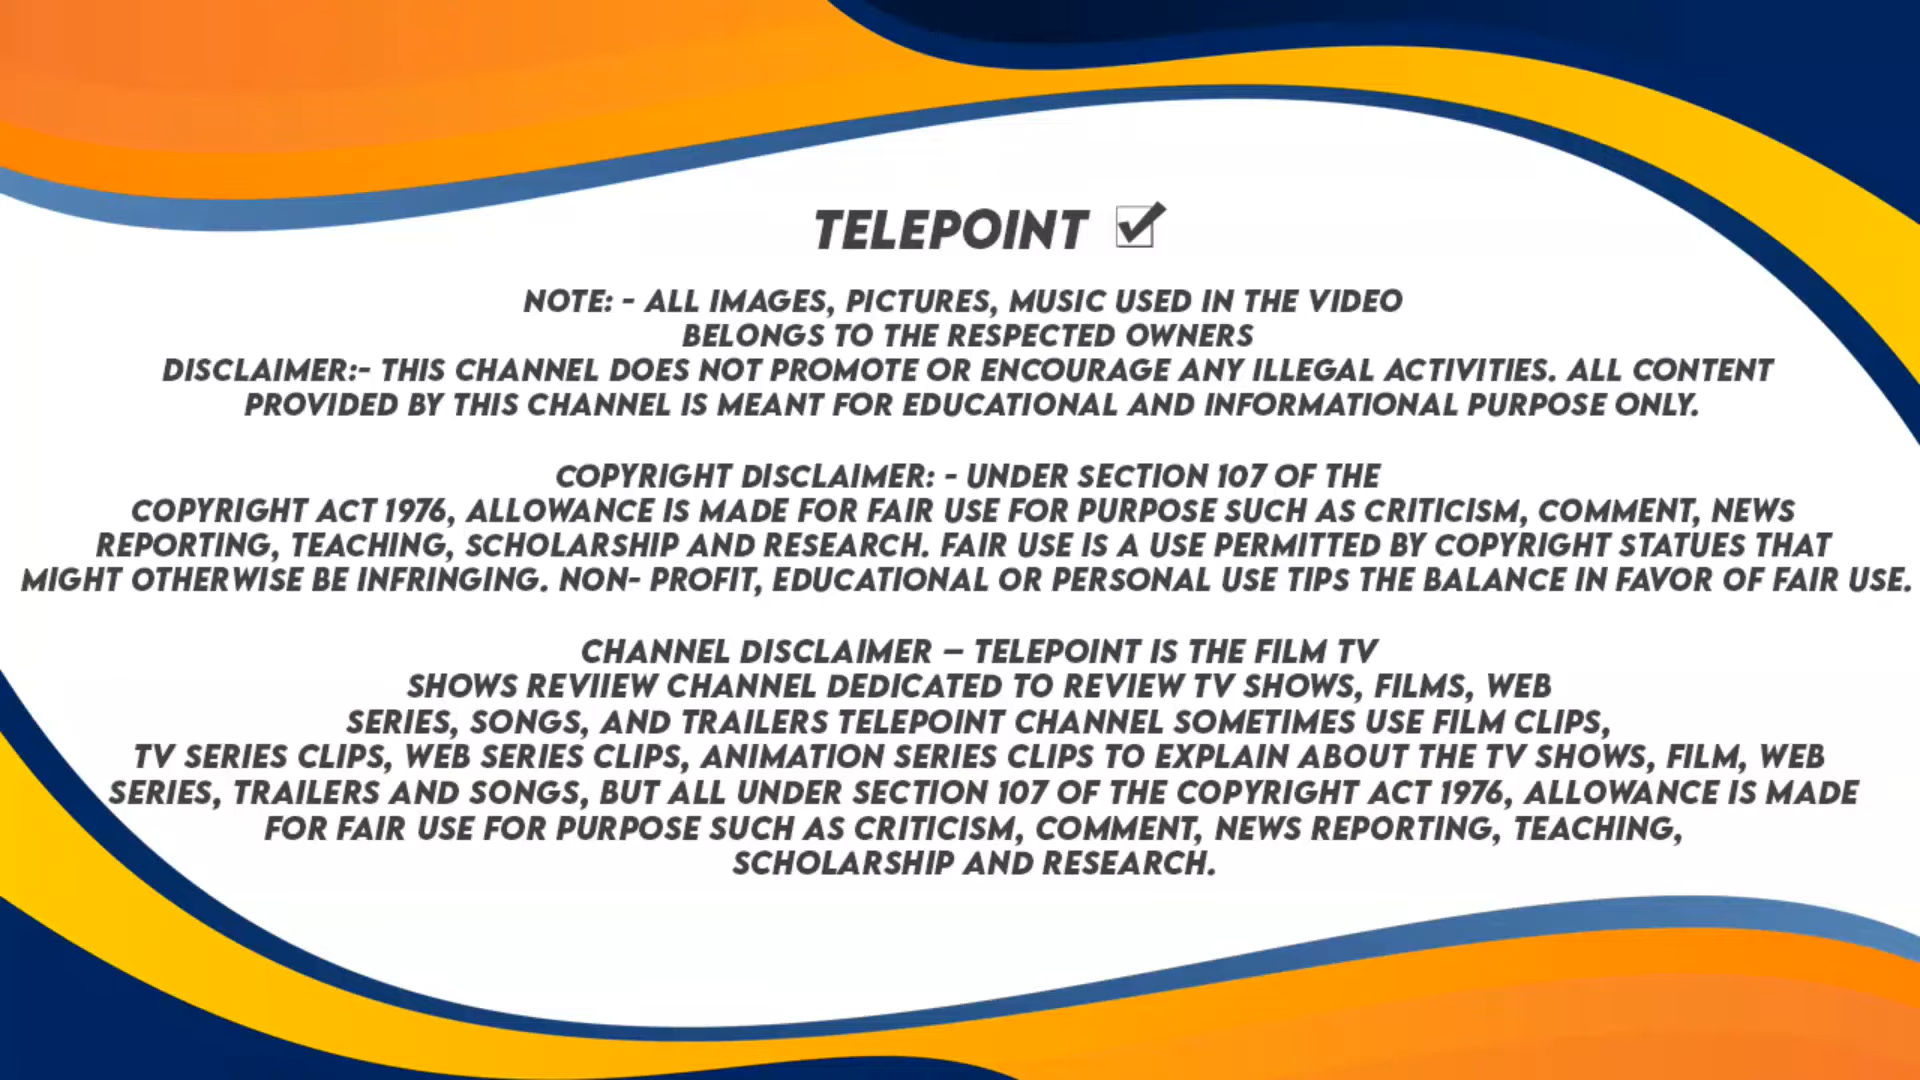 TELEPOINT
NOTE: - ALL IMAGES, PICTURES, MUSIC USED IN THE VIDEO
BELONGS TO THE RESPECTED OWNERS
DISCLAIMER:- THIS CHANNEL DOES NOT PROMOTE OR ENCOURAGE ANY ILLEGAL ACTIVITIES. ALL CONTENT
PROVIDED BY THIS CHANNEL IS MEANT FOR EDUCATIONAL AND INFORMATIONAL PURPOSE ONLY.
COPYRIGHT DISCLAIMER: - UNDER SECTION 107 OF THE
COPYRIGHT ACT 1976, ALLOWANCE IS MADE FOR FAIR USE FOR PURPOSE SUCH AS CRITICISM, COMMENT, NEWS
REPORTING, TEACHING, SCHOLARSHIP AND RESEARCH. FAIR USE IS A USE PERMITTED BY COPYRIGHT STATUES THAT
MIGHT OTHERWISE BE INFRINGING. NON- PROFIT, EDUCATIONAL OR PERSONAL USE TIPS THE BALANCE IN FAVOR OF FAIR USE.
CHANNEL DISCLAIMER – TELEPOINT IS THE FILM TV
SHOWS REVIIEW CHANNEL DEDICATED TO REVIEW TV SHOWS, FILMS, WEB
SERIES, SONGS, AND TRAILERS TELEPOINT CHANNEL SOMETIMES USE FILM CLIPS,
TV SERIES CLIPS, WEB SERIES CLIPS, ANIMATION SERIES CLIPS TO EXPLAIN ABOUT THE TV SHOWS, FILM, WEB
SERIES, TRAILERS AND SONGS, BUT ALL UNDER SECTION 107 OF THE COPYRIGHT ACT 1976, ALLOWANCE IS MADE
FOR FAIR USE FOR PURPOSE SUCH AS CRITICISM, COMMENT, NEWS REPORTING, TEACHING,
SCHOLARSHIP AND RESEARCH.